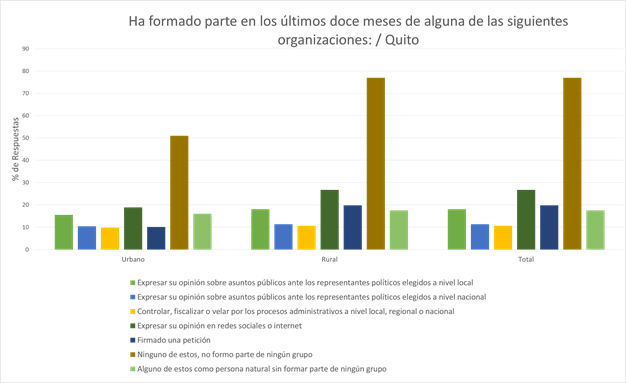 Ha formado parte en los últimos doce meses de alguna de las siguientes
organizaciones: / Quito
90
80
70
60
50
40
30
20
10
0
% de Respuestas
Urbano Rural Total
Expresar su opinión sobre asuntos públicos ante los representantes políticos elegidos a nivel local
Expresar su opinión sobre asuntos públicos ante los representantes políticos elegidos a nivel nacional
Controlar, fiscalizar o velar por los procesos administrativos a nivel local, regional o nacional
Expresar su opinión en redes sociales o internet
Firmado una petición
Ninguno de estos, no formo parte de ningún grupo
Alguno de estos como persona natural sin formar parte de ningún grupo